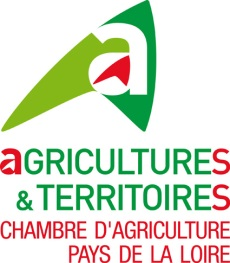 a
aGRICULTURES
& TERRITOIRES
CHAMBRE D'AGRICULTURE
PAYS DE LA LOIRE